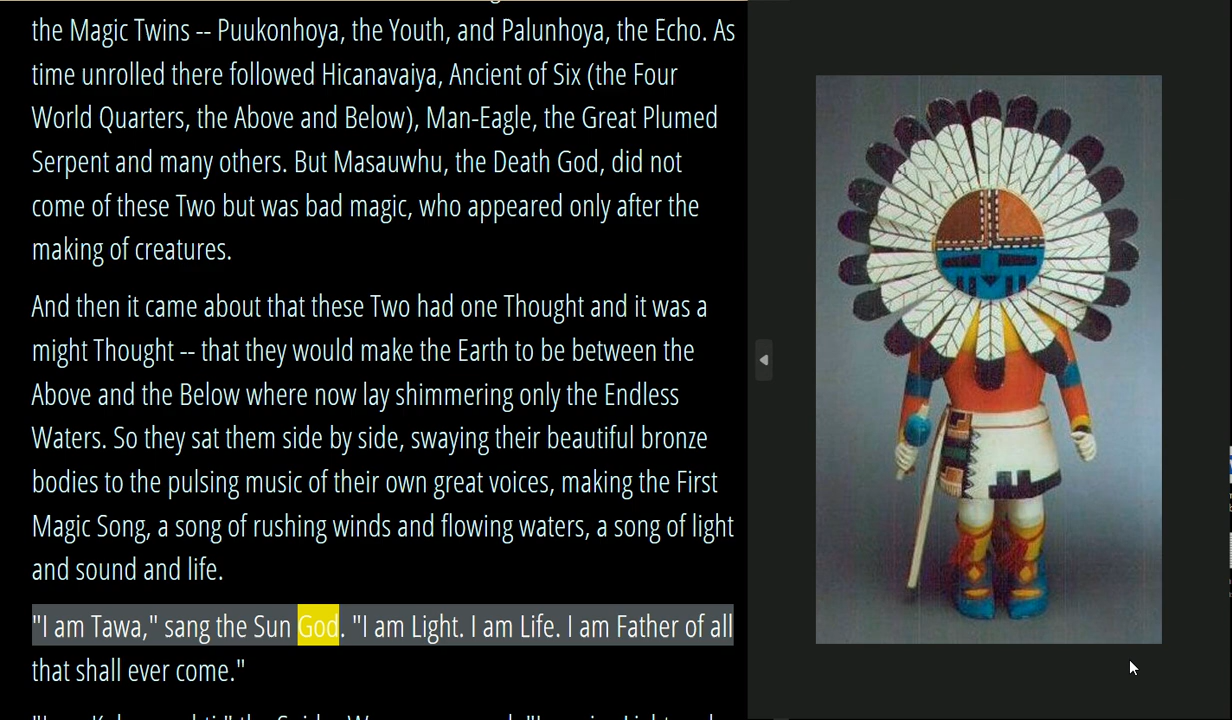 the Magic Twins -- Puukonhoya, the Youth, and Palunhoya, the Echo. As
time unrolled there followed Hicanavaiya, Ancient of Six (the Four
World Quarters, the Above and Below), Man-Eagle, the Great Plumed
Serpent and many others. But Masauwhu, the Death God, did not
come of these Two but was bad magic, who appeared only after the
making of creatures.
And then it came about that these Two had one Thought and it was a
might Thought -- that they would make the Earth to be between the
Above and the Below where now lay shimmering only the Endless
Waters. So they sat them side by side, swaying their beautiful bronze
bodies to the pulsing music of their own great voices, making the First
Magic Song, a song of rushing winds and flowing waters, a song of light
and sound and life.
"I am Tawa," sang the Sun God. "I am Light. I am Life. I am Father of all
that shall ever come."